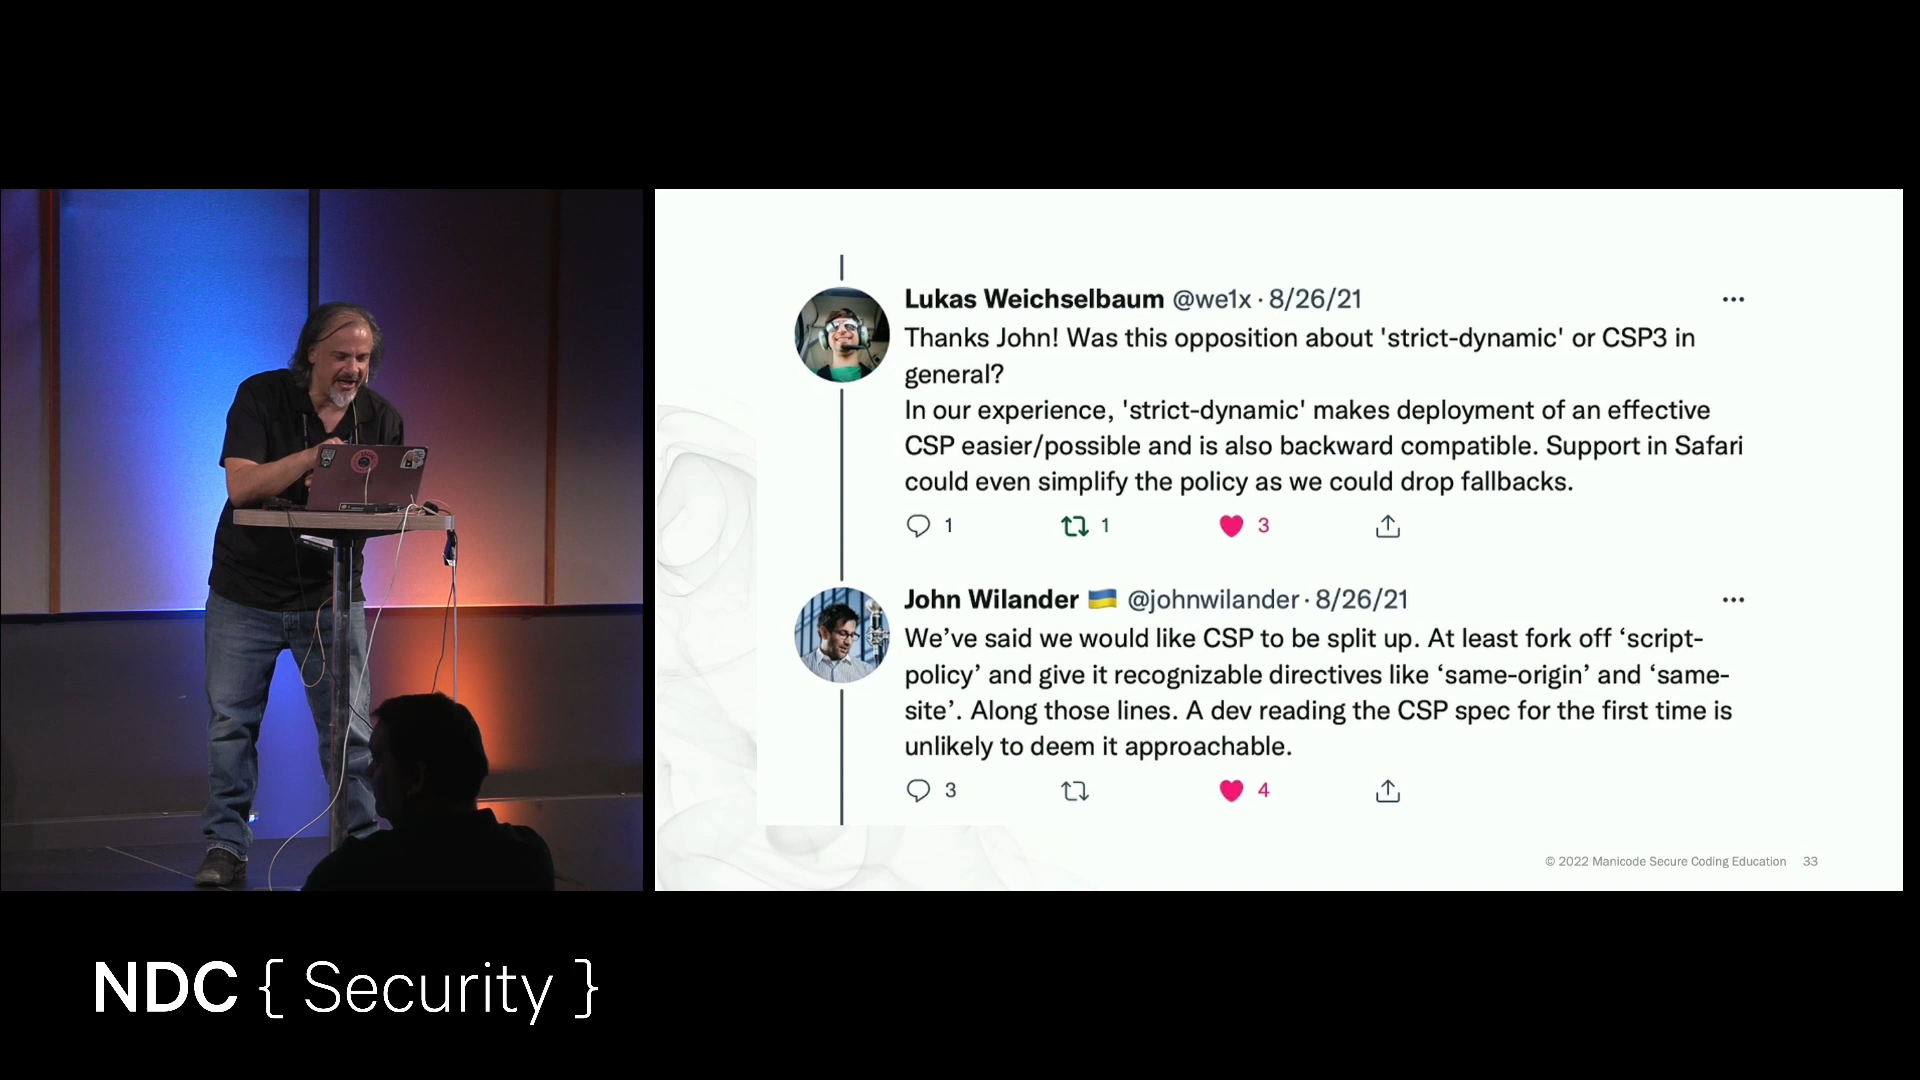 Lukas Weichselbaum @we1x · 8/26/21
Thanks John! Was this opposition about 'strict-dynamic' or CSP3 in
general?
In our experience, 'strict-dynamic' makes deployment of an effective
CSP easier/possible and is also backward compatible. Support in Safari
could even simplify the policy as we could drop fallbacks.
1 1 3
John Wilander 🇺🇦 @johnwilander · 8/26/21
We’ve said we would like CSP to be split up. At least fork off ‘script-
policy’ and give it recognizable directives like ‘same-origin’ and ‘same-
site’. Along those lines. A dev reading the CSP spec for the first time is
unlikely to deem it approachable.
3 4
© 2022 Manicode Secure Coding Education 33
NDC { Security }